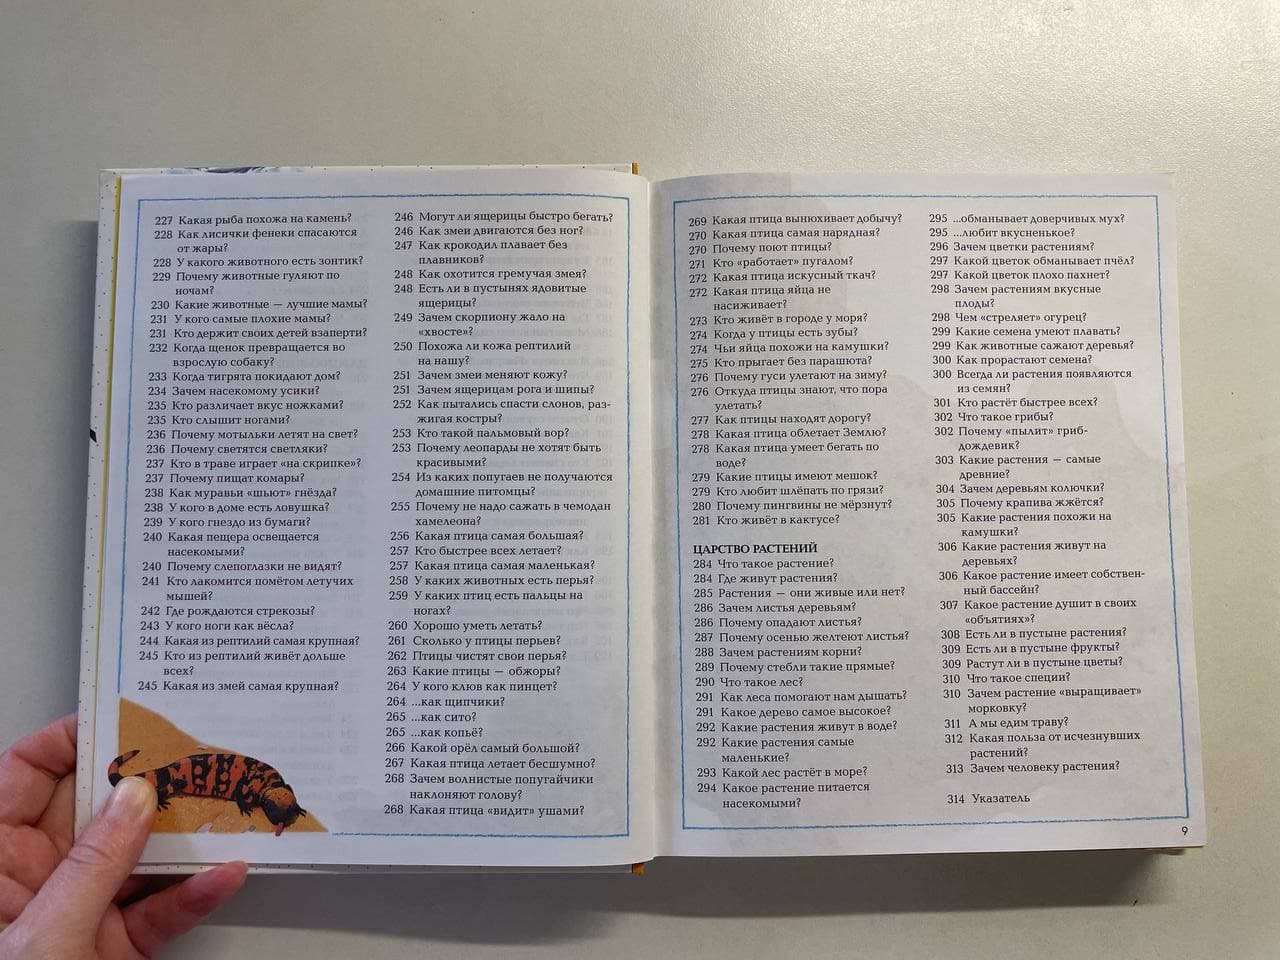 227 Какая рыба похожа на камень?
228 Как лисички фенеки спасаются
от жары?
228 У какого животного есть зонтик?
229 Почему животные гуляют по
ночам?
230 Какие животные — лучшие мамы?
231 У кого самые плохие мамы?
231 Кто держит своих детей взаперти?
232 Когда щенок превращается во
взрослую собаку?
233 Когда тигрята покидают дом?
234 Зачем насекомому усики?
235 Кто различает вкус ножками?
235 Кто слышит ногами?
236 Почему мотыльки летят на свет?
236 Почему светятся светляки?
237 Кто в траве играет «на скрипке»?
237 Почему пищат комары?
238 Как муравьи «шьют» гнёзда?
238 У кого в доме есть ловушка?
239 У кого гнездо из бумаги?
240 Какая пещера освещается
насекомыми?
240 Почему слепоглазки не видят?
241 Кто лакомится помётом летучих
мышей?
242 Где рождаются стрекозы?
243 У кого ноги как вёсла?
244 Какая из рептилий самая крупная?
245 Кто из рептилий живёт дольше
всех?
245 Какая из змей самая крупная?
246 Могут ли ящерицы быстро бегать?
246 Как змеи двигаются без ног?
247 Как крокодил плавает без
плавников?
248 Как охотится гремучая змея?
248 Есть ли в пустынях ядовитые
ящерицы?
249 Зачем скорпиону жало на
«хвосте»?
250 Похожа ли кожа рептилий
на нашу?
251 Зачем змеи меняют кожу?
251 Зачем ящерицам рога и шипы?
252 Как пытались спасти слонов, раз-
жигая костры?
253 Кто такой пальмовый вор?
253 Почему леопарды не хотят быть
красивыми?
254 Из каких попугаев не получаются
домашние питомцы?
255 Почему не надо сажать в чемодан
хамелеона?
256 Какая птица самая большая?
257 Кто быстрее всех летает?
257 Какая птица самая маленькая?
258 У каких животных есть перья?
259 У каких птиц есть пальцы на
ногах?
260 Хорошо уметь летать?
261 Сколько у птицы перьев?
262 Птицы чистят свои перья?
263 Какие птицы — обжоры?
264 У кого клюв как пинцет?
264 ...как щипчики?
265 ...как сито?
265 ...как копьё?
266 Какой орёл самый большой?
267 Какая птица летает бесшумно?
268 Зачем волнистые попугайчики
наклоняют голову?
268 Какая птица «видит» ушами?
269 Какая птица вынюхивает добычу?
270 Какая птица самая нарядная?
270 Почему поют птицы?
271 Кто «работает» пугалом?
272 Какая птица искусный ткач?
272 Какая птица яйца не
насиживает?
273 Кто живёт в городе у моря?
274 Когда у птицы есть зубы?
274 Чьи яйца похожи на камушки?
275 Кто прыгает без парашюта?
276 Почему гуси улетают на зиму?
276 Откуда птицы знают, что пора
улетать?
277 Как птицы находят дорогу?
278 Какая птица облетает Землю?
278 Какая птица умеет бегать по
воде?
279 Какие птицы имеют мешок?
279 Кто любит шлёпать по грязи?
280 Почему пингвины не мёрзнут?
281 Кто живёт в кактусе?
ЦАРСТВО РАСТЕНИЙ
284 Что такое растение?
284 Где живут растения?
285 Растения — они живые или нет?
286 Зачем листья деревьям?
286 Почему опадают листья?
287 Почему осенью желтеют листья?
288 Зачем растениям корни?
289 Почему стебли такие прямые?
290 Что такое лес?
291 Как леса помогают нам дышать?
291 Какое дерево самое высокое?
292 Какие растения живут в воде?
292 Какие растения самые
маленькие?
293 Какой лес растёт в море?
294 Какое растение питается
насекомыми?
295 ...обманывает доверчивых мух?
295 ...любит вкусненькое?
296 Зачем цветки растениям?
297 Какой цветок обманывает пчёл?
297 Какой цветок плохо пахнет?
298 Зачем растениям вкусные
плоды?
298 Чем «стреляет» огурец?
299 Какие семена умеют плавать?
299 Как животные сажают деревья?
300 Как прорастают семена?
300 Всегда ли растения появляются
из семян?
301 Кто растёт быстрее всех?
302 Что такое грибы?
302 Почему «пылит» гриб-
дождевик?
303 Какие растения — самые
древние?
304 Зачем деревьям колючки?
305 Почему крапива жжётся?
305 Какие растения похожи на
камушки?
306 Какие растения живут на
деревьях?
306 Какое растение имеет собствен-
ный бассейн?
307 Какое растение душит в своих
«объятиях»?
308 Есть ли в пустыне растения?
309 Есть ли в пустыне фрукты?
309 Растут ли в пустыне цветы?
310 Что такое специи?
310 Зачем растение «выращивает»
морковку?
311 А мы едим траву?
312 Какая польза от исчезнувших
растений?
313 Зачем человеку растения?
314 Указатель
9